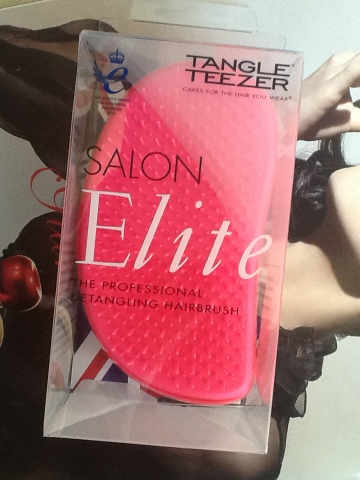 TANGLE
TEEZER®
CARES FOR THE HAIR YOU WEAR®
SALON
Elite
THE PROFESSIONAL
DETANGLING HAIRBRUSH